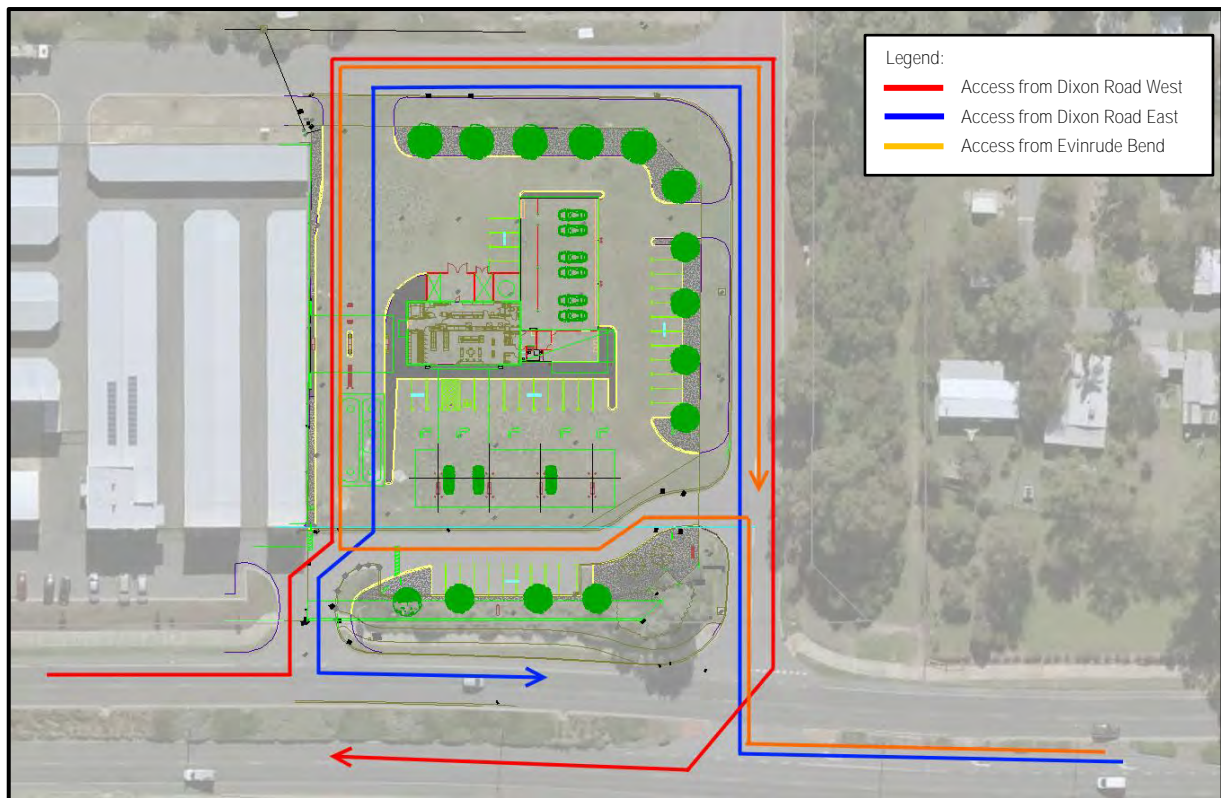 Legend:
Access from Dixon Road West
Access from Dixon Road East
Access from Evinrude Bend